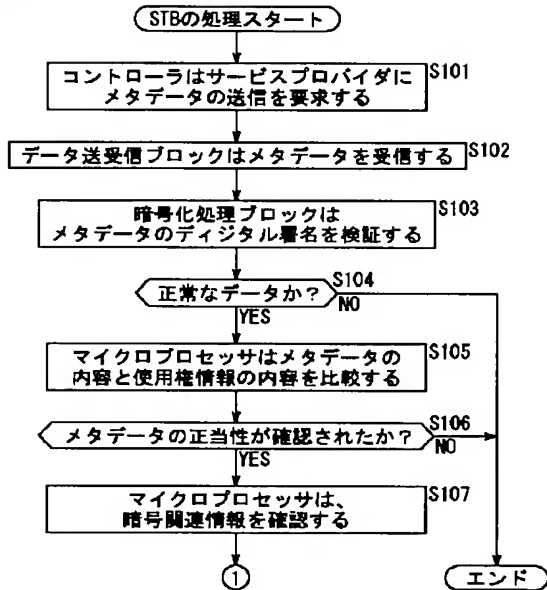 STBの処理スタート
コントローラはサービスプロバイダに
メタデータの送信を要求する
S101
データ送受信ブロックはメタデータを受信する
S102
暗号化処理ブロックは
メタデータのディジタル署名を検証する
S103
正常なデータか?
S104
NO
YES
マイクロプロセッサはメタデータの
内容と使用権情報の内容を比較する
S105
メタデータの正当性が確認されたか?
S106
NO
YES
マイクロプロセッサは、
暗号関連情報を確認する
S107
1
エンド